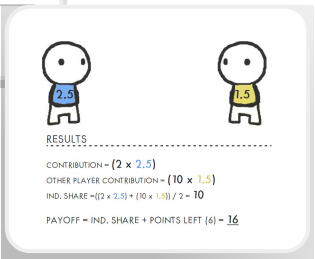 2.5 1.5
RESULTS
CONTRIBUTION = (2 x 2.5)
OTHER PLAYER CONTRIBUTION = (10 x 1.5)
IND. SHARE =((2 x 2.5) + (10 x 1.5)) / 2 = 10
PAYOFF = IND. SHARE + POINTS LEFT (6) = 16